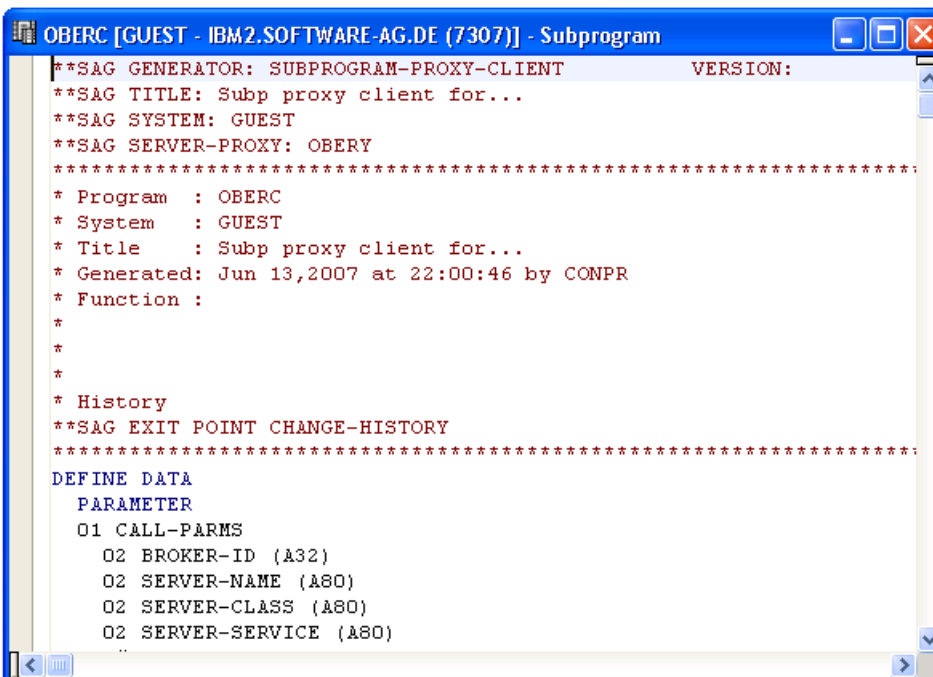 OBERC [GUEST - IBM2.SOFTWARE-AG.DE (7307)] - Subprogram
**SAG GENERATOR: SUBPROGRAM-PROXY-CLIENT          VERSION:
**SAG TITLE: Subp proxy client for...
**SAG SYSTEM: GUEST
**SAG SERVER-PROXY: OBERY
********************************************************************
* Program  : OBERC
* System   : GUEST
* Title    : Subp proxy client for...
* Generated: Jun 13,2007 at 22:00:46 by CONPR
* Function :
*
*
*
* History
**SAG EXIT POINT CHANGE-HISTORY
********************************************************************
DEFINE DATA
  PARAMETER
  01 CALL-PARMS
    02 BROKER-ID (A32)
    02 SERVER-NAME (A80)
    02 SERVER-CLASS (A80)
    02 SERVER-SERVICE (A80)